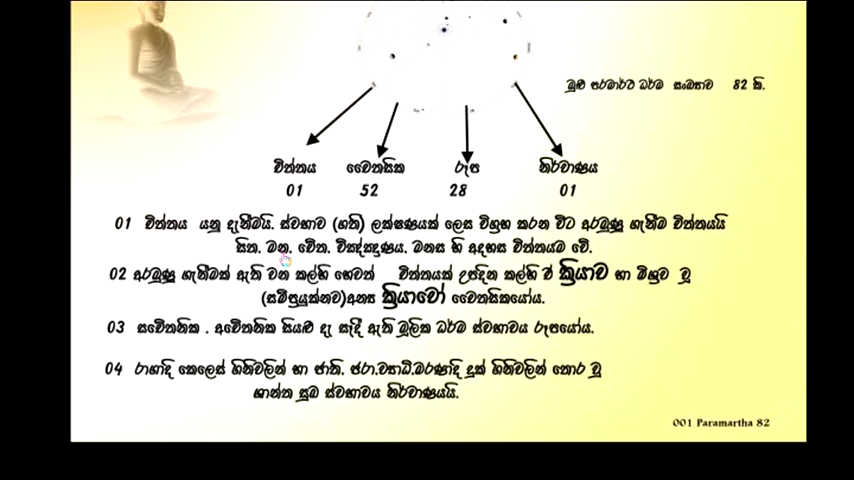 මූළු පරමාර්ථ ධර්ම සංඛ්‍යාව 82 කි.
චිත්තය චෛතසික රූප නිර්වාණය
01 52 28 01
01 චිත්තය යනු දැනීමයි. ස්වභාව (ගති) ලක්ෂණයක් ලෙස විග්‍රහ කරන විට අරමුණු ගැනීම චිත්තයයි
සිත. මන. චේත. විඤ්ඤණය. මනස හි අදහස චිත්තයම වේ.
02 අරමුණු ගැනීමක් ඇති වන කල්හි හෙවත් චිත්තයක් උපදින කල්හි ඒ ක්‍රියාව හා මිශ්‍රව වූ
(සම්ප්‍රයුක්තව)අන්‍ය ක්‍රියාවෝ චෛතසිකයෝය.
03 සචේතනික . අචේතනික සියළු දෑ සෑදී ඇති මූලික ධර්ම ස්වභාවය රූපයෝය.
04 රාගාදි කෙලෙස් ගිනිවලින් හා ජාති. ජරා.ව්‍යාධි.මරණාදි දුක් ගිනිවලින් තොර වූ
ශාන්ත සුඛ ස්වභාවය නිර්වාණයයි.
001 Paramartha 82